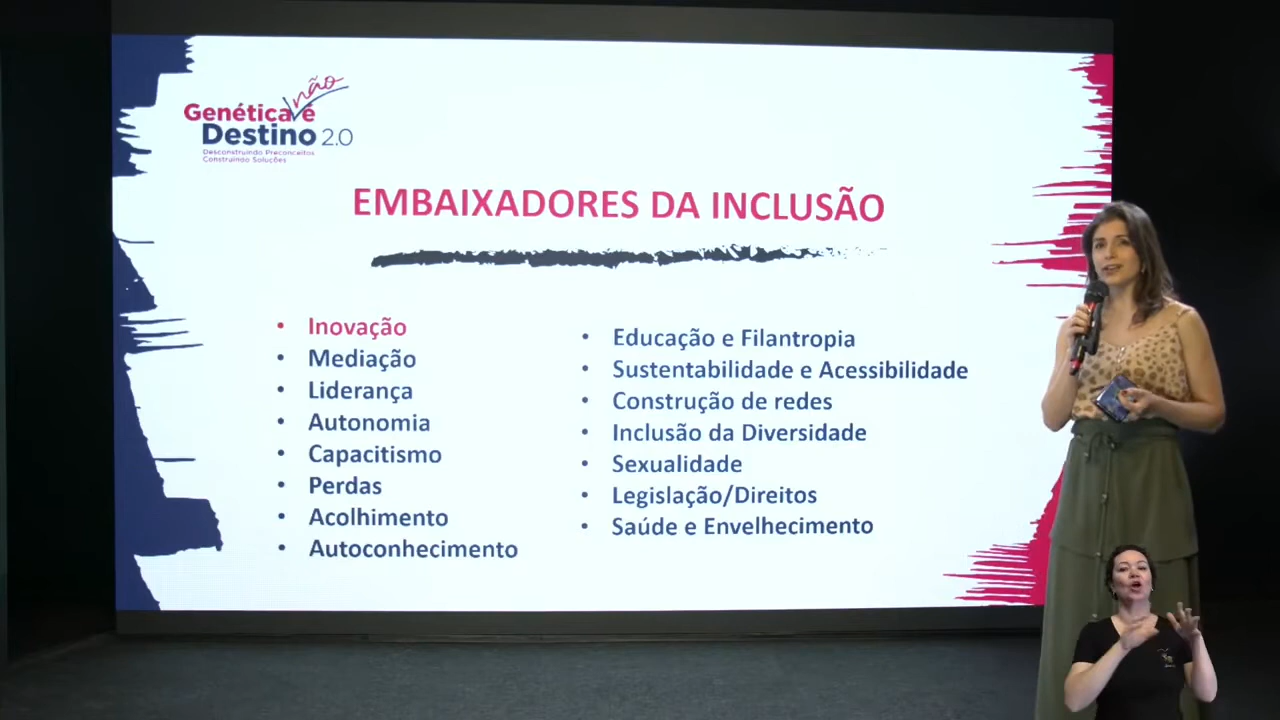 não
Genética é
Destino 2.0
Desconstruindo Preconceitos
Construindo Soluções
EMBAIXADORES DA INCLUSÃO
• Inovação
• Mediação
• Liderança
• Autonomia
• Capacitismo
• Perdas
• Acolhimento
• Autoconhecimento
• Educação e Filantropia
• Sustentabilidade e Acessibilidade
• Construção de redes
• Inclusão da Diversidade
• Sexualidade
• Legislação/Direitos
• Saúde e Envelhecimento